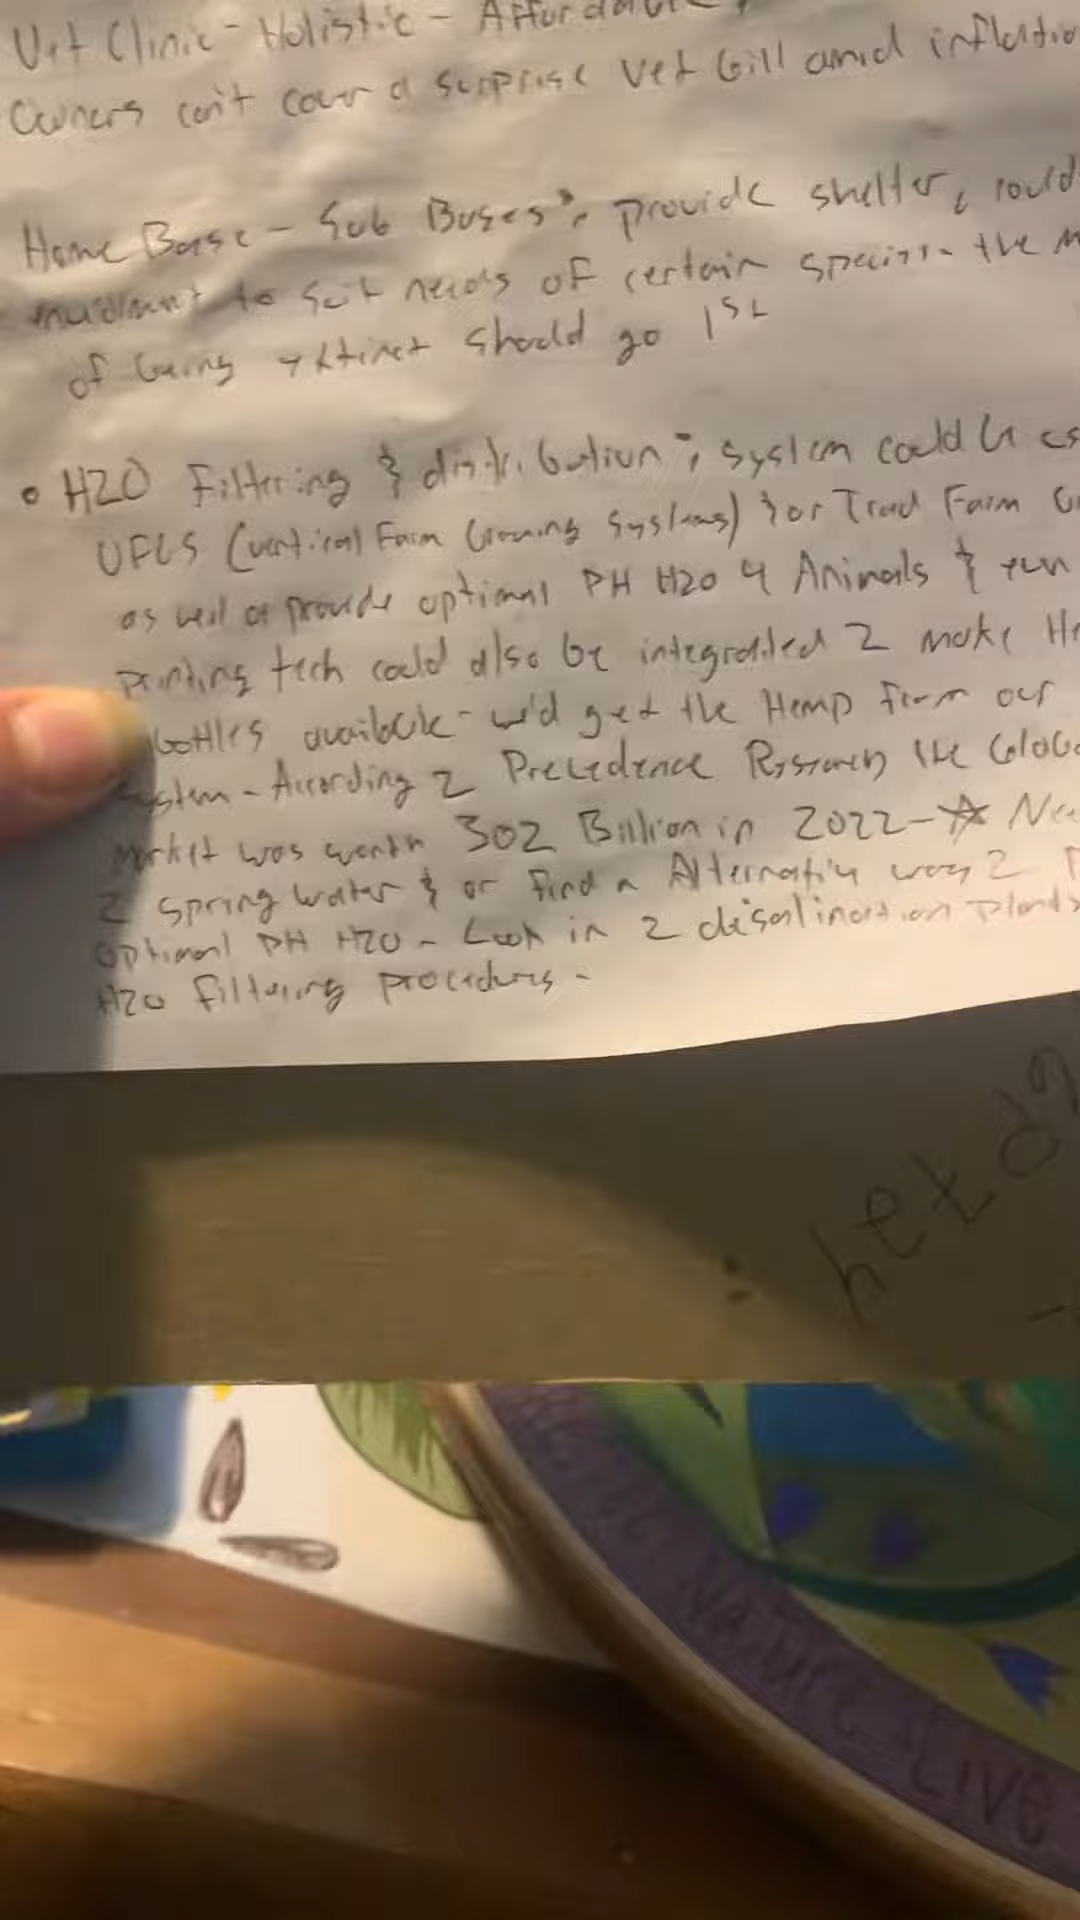 Vet Clinic - Holistic - Affordable
Owners can't cover a surprise vet bill amid inflatio
Home Base - Sub Bases: provide shelter, could
to suit needs of certain species - the m
of being extinct should go 1st
• H2O Filtering & distribution; system could b
VFGS (vertical Farm Growing Systems) & or Trad Farm G
as well as provide optimal PH H2O 4 Animals & run
printing tech could also be integrated 2 make He
bottles available - we'd get the Hemp from our
system - According 2 Precedence Research the Globa
market was worth 302 Billion in 2022 - ☆ Nee
2 spring water & or find a Alternative way 2 P
optimal PH H2O - Look in 2 desalination plants
H2O filtering procedures -
NATURE LIVE